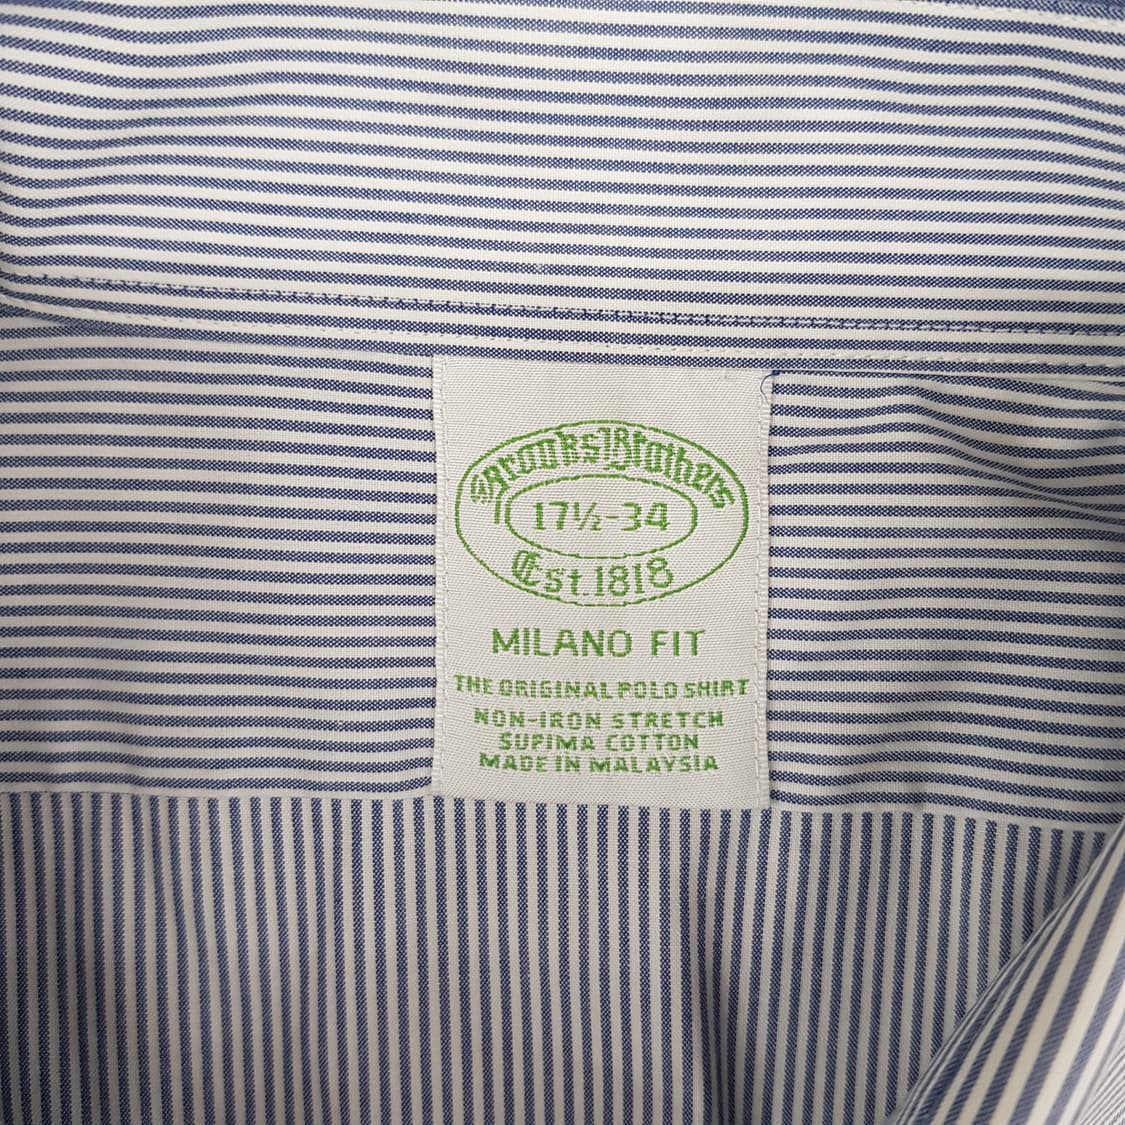 Brooks Brothers
17½-34
Est. 1818
MILANO FIT
THE ORIGINAL POLO SHIRT
NON-IRON STRETCH
SUPIMA COTTON
MADE IN MALAYSIA